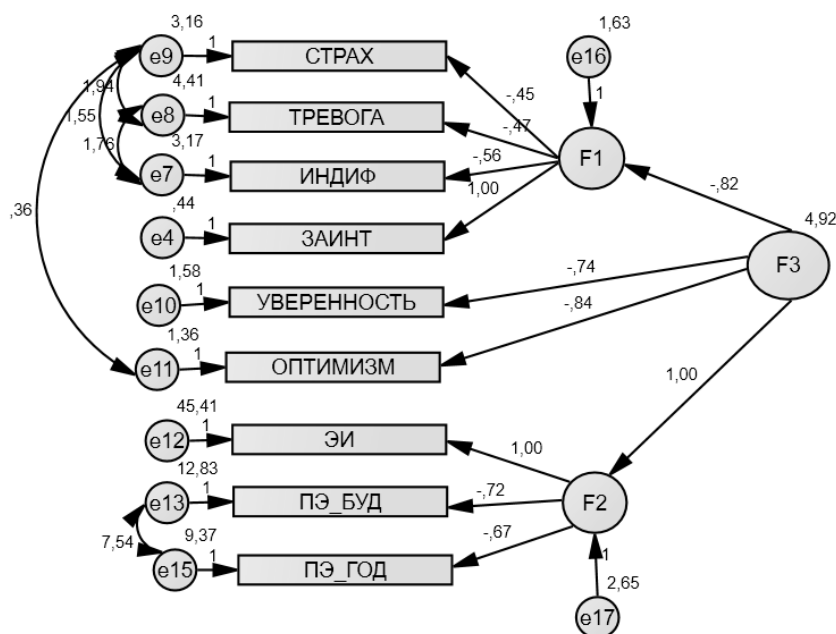 3,16
e9
1
СТРАХ
1,63
e16
1
-,45
1,94
4,41
e8
1
ТРЕВОГА
-,47
1,55
1,76
3,17
e7
1
ИНДИФ
-,56
F1
,36
,44
e4
1
ЗАИНТ
1,00
-,82
4,92
F3
1,58
e10
1
УВЕРЕННОСТЬ
-,74
1,36
e11
1
ОПТИМИЗМ
-,84
1,00
45,41
e12
1
ЭИ
1,00
12,83
e13
1
ПЭ_БУД
-,72
F2
7,54
9,37
e15
1
ПЭ_ГОД
-,67
1
2,65
e17